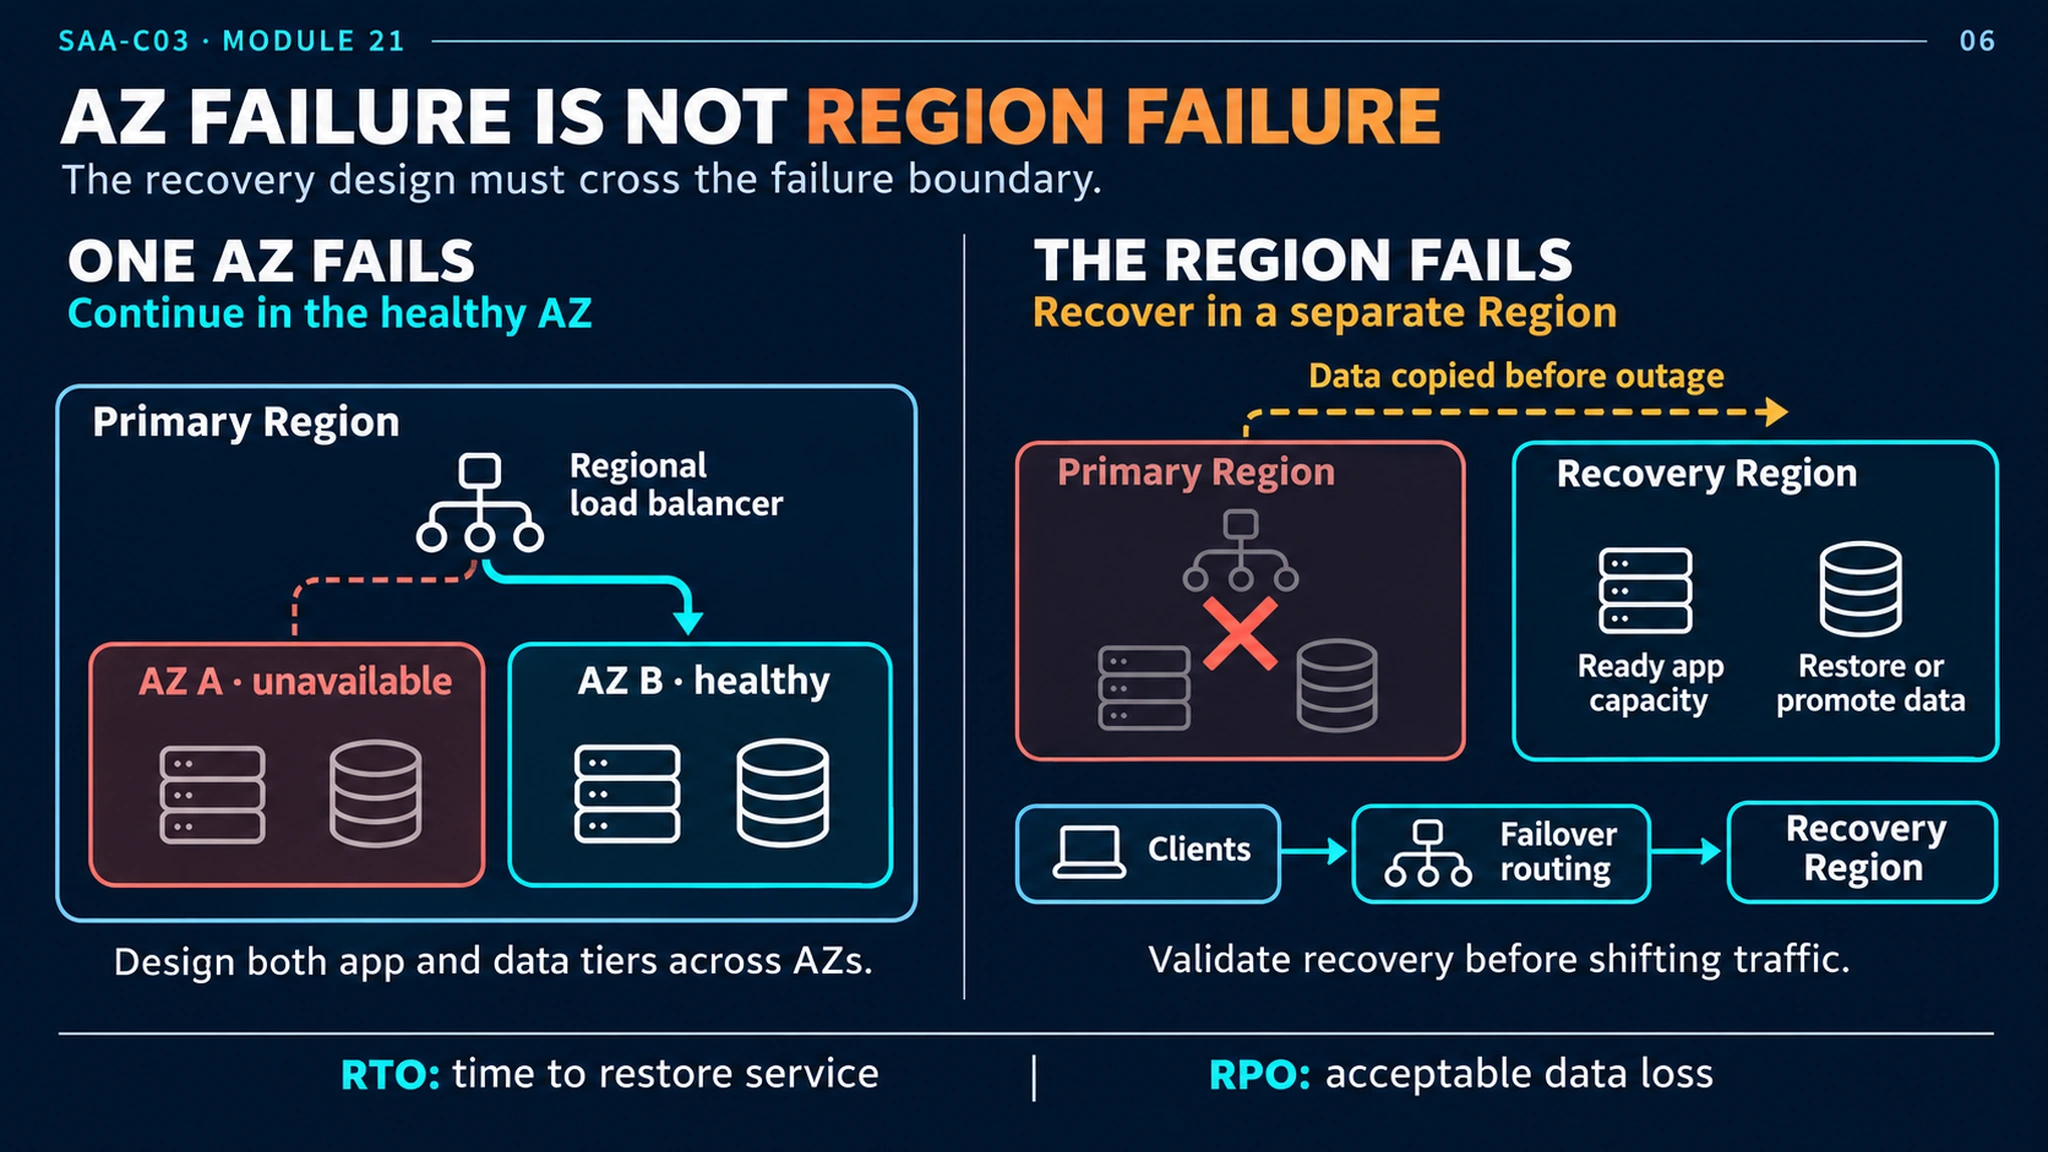 SAA-C03 · MODULE 21
06
AZ FAILURE IS NOT REGION FAILURE
The recovery design must cross the failure boundary.
ONE AZ FAILS
Continue in the healthy AZ
Primary Region
Regional
load balancer
AZ A · unavailable
AZ B · healthy
Design both app and data tiers across AZs.
THE REGION FAILS
Recover in a separate Region
Data copied before outage
Primary Region
Recovery Region
Ready app
capacity
Restore or
promote data
Clients
Failover
routing
Recovery
Region
Validate recovery before shifting traffic.
RTO: time to restore service
RPO: acceptable data loss